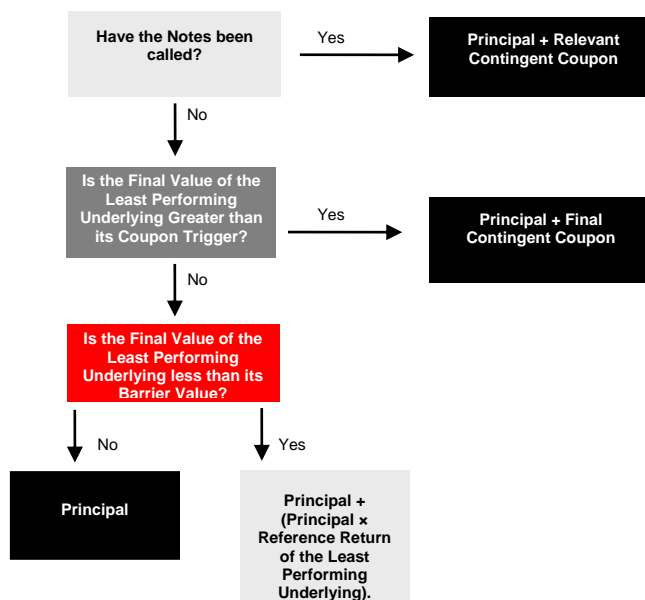 Have the Notes been
called?
Yes
Principal + Relevant
Contingent Coupon
No
Is the Final Value of the
Least Performing
Underlying Greater than
its Coupon Trigger?
Yes
Principal + Final
Contingent Coupon
No
Is the Final Value of the
Least Performing
Underlying less than its
Barrier Value?
No
Yes
Principal
Principal +
(Principal ×
Reference Return
of the Least
Performing
Underlying).